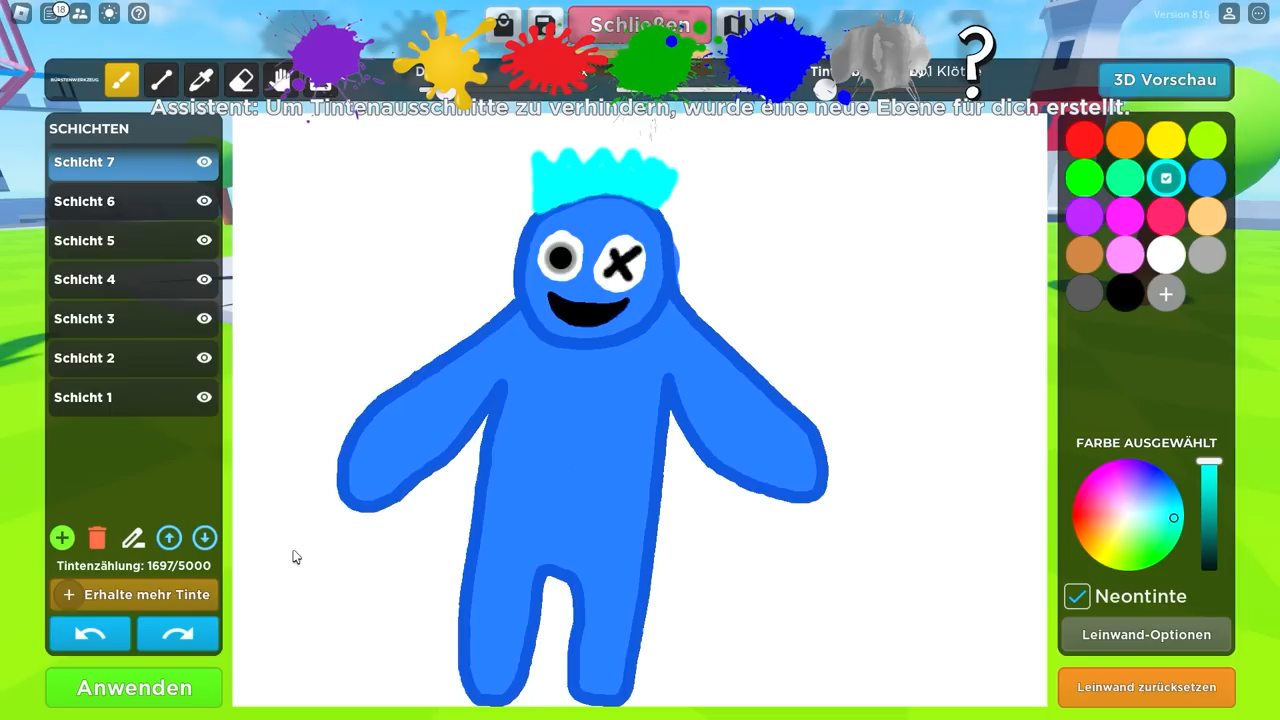 18
Schließen
Version 816
BÜRSTENWERKZEUG
3D Vorschau
Assistent: Um Tintenausschnitte zu verhindern, wurde eine neue Ebene für dich erstellt.
SCHICHTEN
Schicht 7
Schicht 6
Schicht 5
Schicht 4
Schicht 3
Schicht 2
Schicht 1
FARBE AUSGEWÄHLT
Tintenzählung: 1697/5000
+ Erhalte mehr Tinte
Neontinte
Leinwand-Optionen
Anwenden
Leinwand zurücksetzen